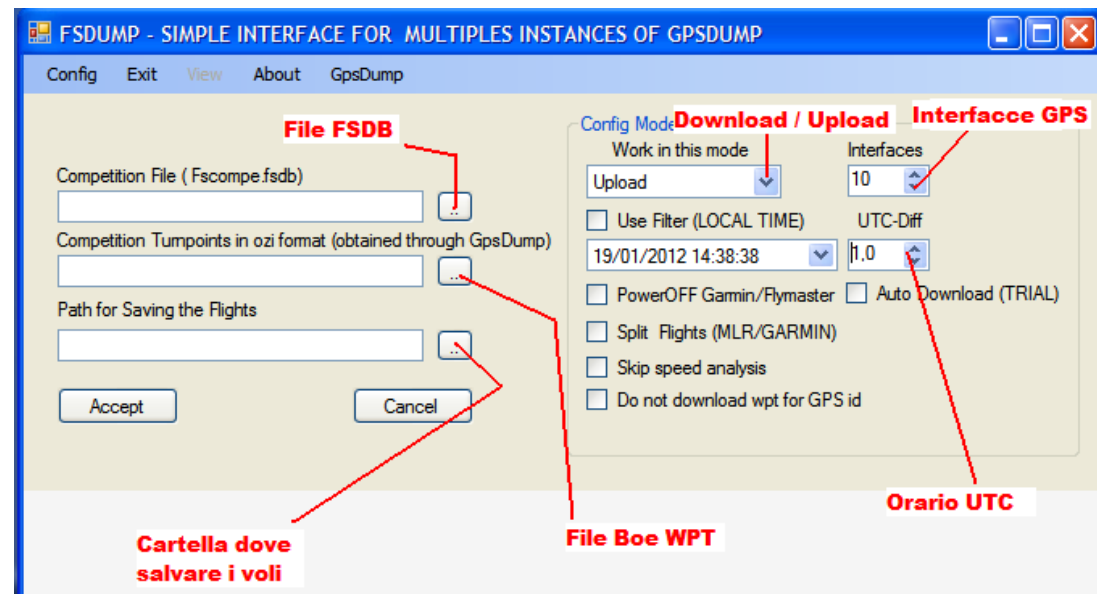 FSDUMP - SIMPLE INTERFACE FOR MULTIPLES INSTANCES OF GPSDUMP
Config Exit View About GpsDump
File FSDB
Competition File ( Fscompe.fsdb)
..
Competition Turnpoints in ozi format (obtained through GpsDump)
..
Path for Saving the Flights
..
Accept Cancel
Config Mode
Download / Upload
Interfacce GPS
Work in this mode Interfaces
Upload 10
Use Filter (LOCAL TIME) UTC-Diff
19/01/2012 14:38:38 1,0
PowerOFF Garmin/Flymaster Auto Download (TRIAL)
Split Flights (MLR/GARMIN)
Skip speed analysis
Do not download wpt for GPS id
Orario UTC
File Boe WPT
Cartella dove
salvare i voli